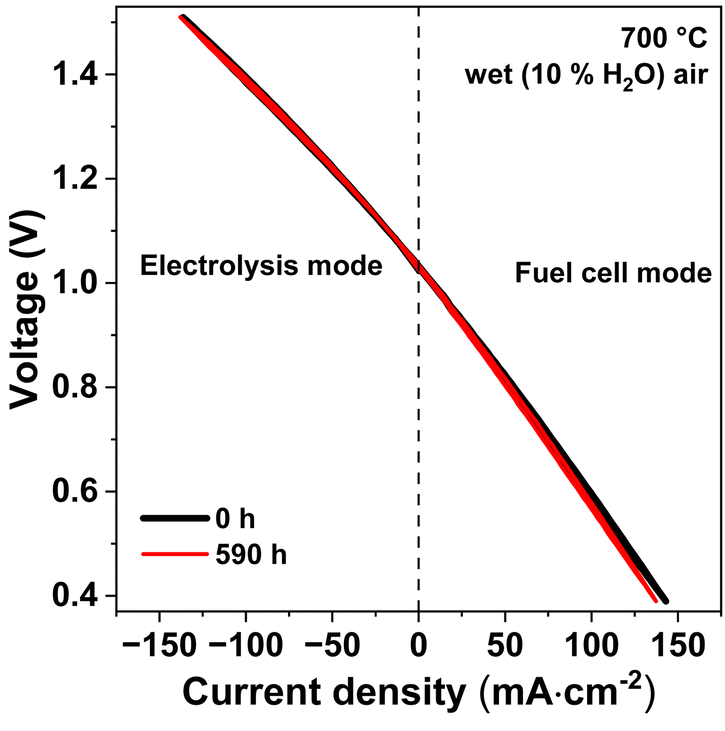 700 °C
wet (10 % H₂O) air
1.4
1.2
1.0
0.8
0.6
0.4
Voltage (V)
Electrolysis mode
Fuel cell mode
0 h
590 h
−150 −100 −50 0 50 100 150
Current density (mA·cm⁻²)